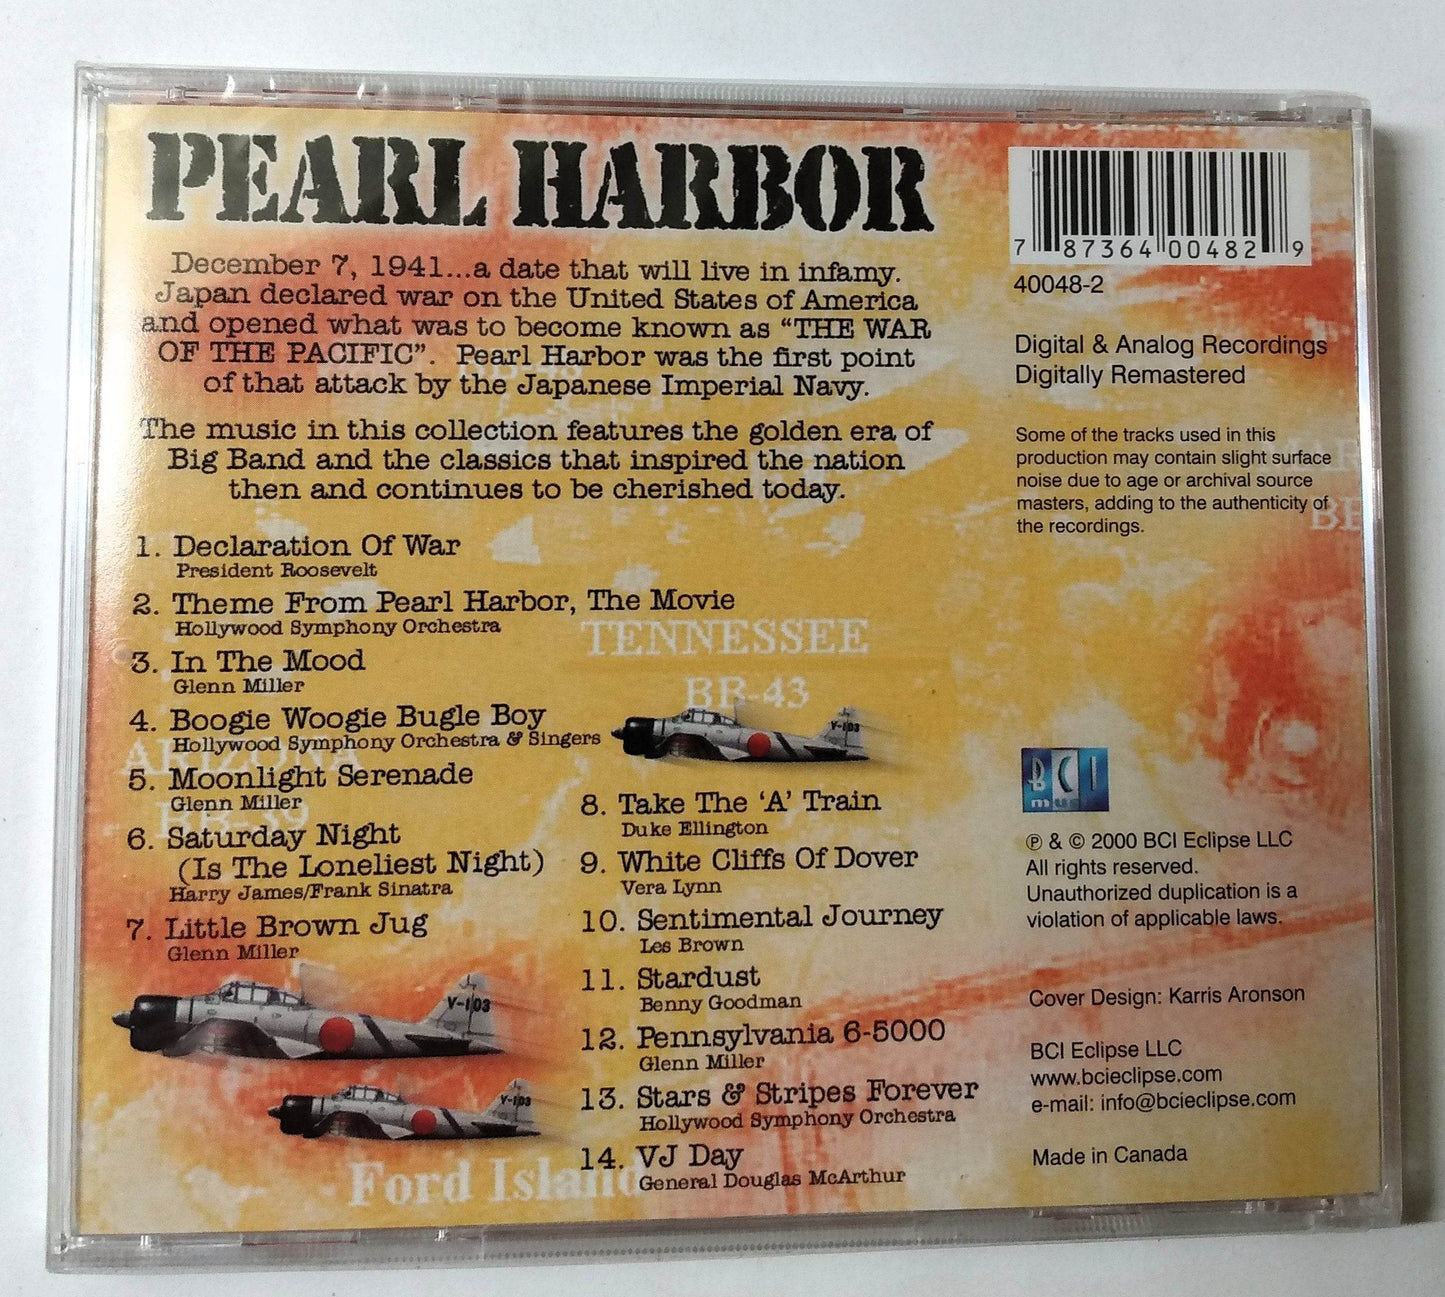 PEARL HARBOR
December 7, 1941...a date that will live in infamy.
Japan declared war on the United States of America
and opened what was to become known as “THE WAR
OF THE PACIFIC”. Pearl Harbor was the first point
of that attack by the Japanese Imperial Navy.
The music in this collection features the golden era of
Big Band and the classics that inspired the nation
then and continues to be cherished today.
1. Declaration Of War
President Roosevelt
2. Theme From Pearl Harbor, The Movie
Hollywood Symphony Orchestra
3. In The Mood
Glenn Miller
4. Boogie Woogie Bugle Boy
Hollywood Symphony Orchestra & Singers
5. Moonlight Serenade
Glenn Miller
6. Saturday Night
(Is The Loneliest Night)
Harry James/Frank Sinatra
7. Little Brown Jug
Glenn Miller
8. Take The ‘A’ Train
Duke Ellington
9. White Cliffs Of Dover
Vera Lynn
10. Sentimental Journey
Les Brown
11. Stardust
Benny Goodman
12. Pennsylvania 6-5000
Glenn Miller
13. Stars & Stripes Forever
Hollywood Symphony Orchestra
14. VJ Day
General Douglas McArthur
TENNESSEE
BB-43
ARIZONA
BB-39
Ford Island
V-103
V-103
V-103
7 87364 00482 9
40048-2
Digital & Analog Recordings
Digitally Remastered
Some of the tracks used in this
production may contain slight surface
noise due to age or archival source
masters, adding to the authenticity of
the recordings.
BCI
music
℗ & © 2000 BCI Eclipse LLC
All rights reserved.
Unauthorized duplication is a
violation of applicable laws.
Cover Design: Karris Aronson
BCI Eclipse LLC
www.bcieclipse.com
e-mail: info@bcieclipse.com
Made in Canada